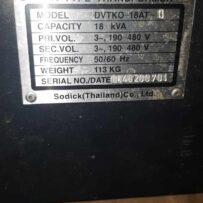 MODEL DVTKO-18AT-
CAPACITY 18 kVA
PRI.VOL. 3~, 190-480 V
SEC.VOL. 3~, 190-480 V
FREQUENCY 50/60 Hz
WEIGHT 113 KG
SERIAL NO./DATE
Sodick(Thailand)Co., Ltd.